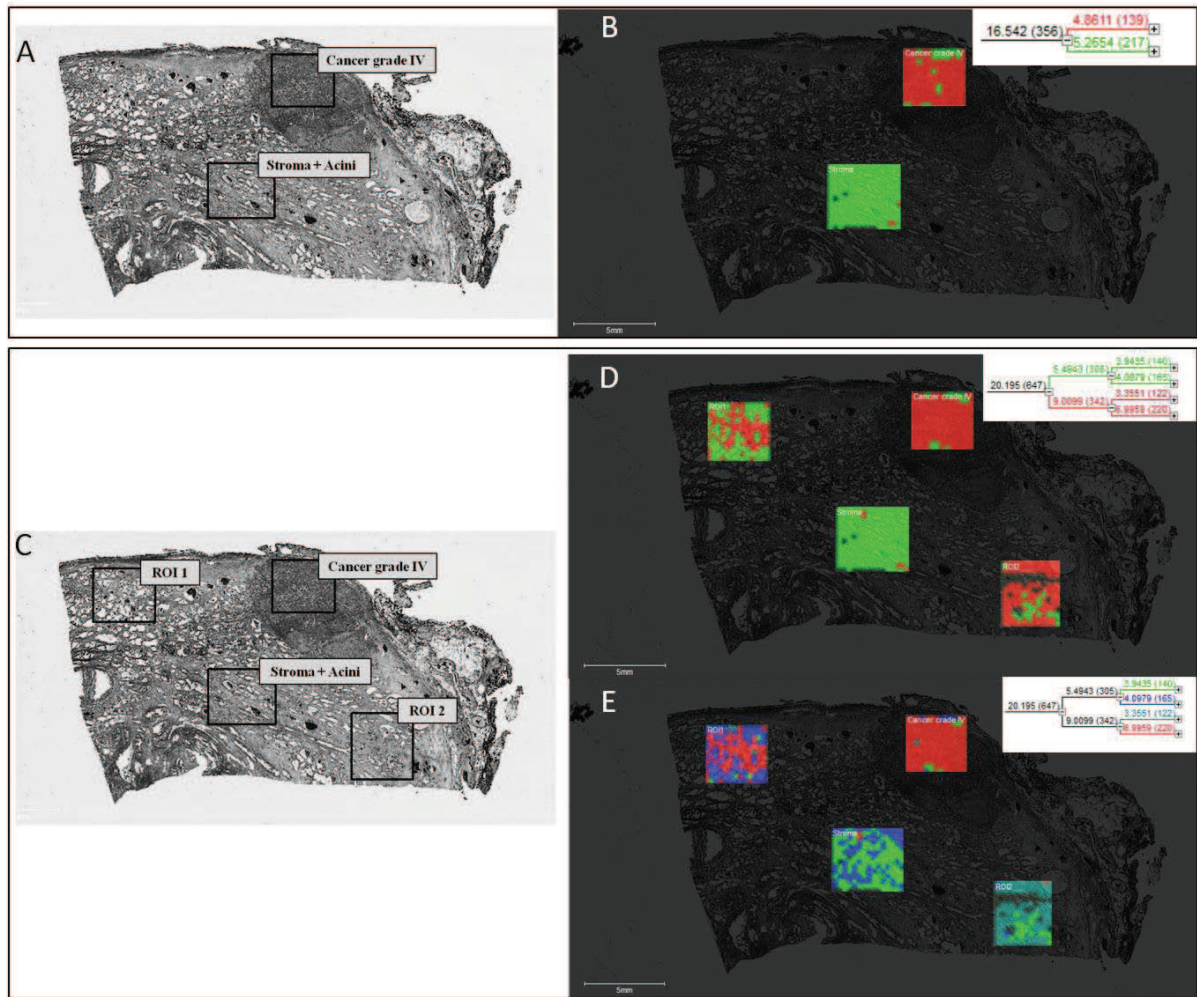 A
Cancer grade IV
Stroma + Acini
B
16.542 (356)
4.8611 (139)
5.2654 (217)
Cancer grade IV
Stroma
5mm
C
ROI 1
Cancer grade IV
Stroma + Acini
ROI 2
D
20.195 (647)
5.4943 (305)
3.9435 (140)
4.0979 (165)
9.0099 (342)
3.3551 (122)
6.9959 (220)
ROI1
Cancer crade IV
Stroma
ROI2
5mm
E
20.195 (647)
5.4943 (305)
3.9435 (140)
4.0979 (165)
9.0099 (342)
3.3551 (122)
6.9959 (220)
ROI1
Cancer grade IV
Stroma
ROI2
5mm